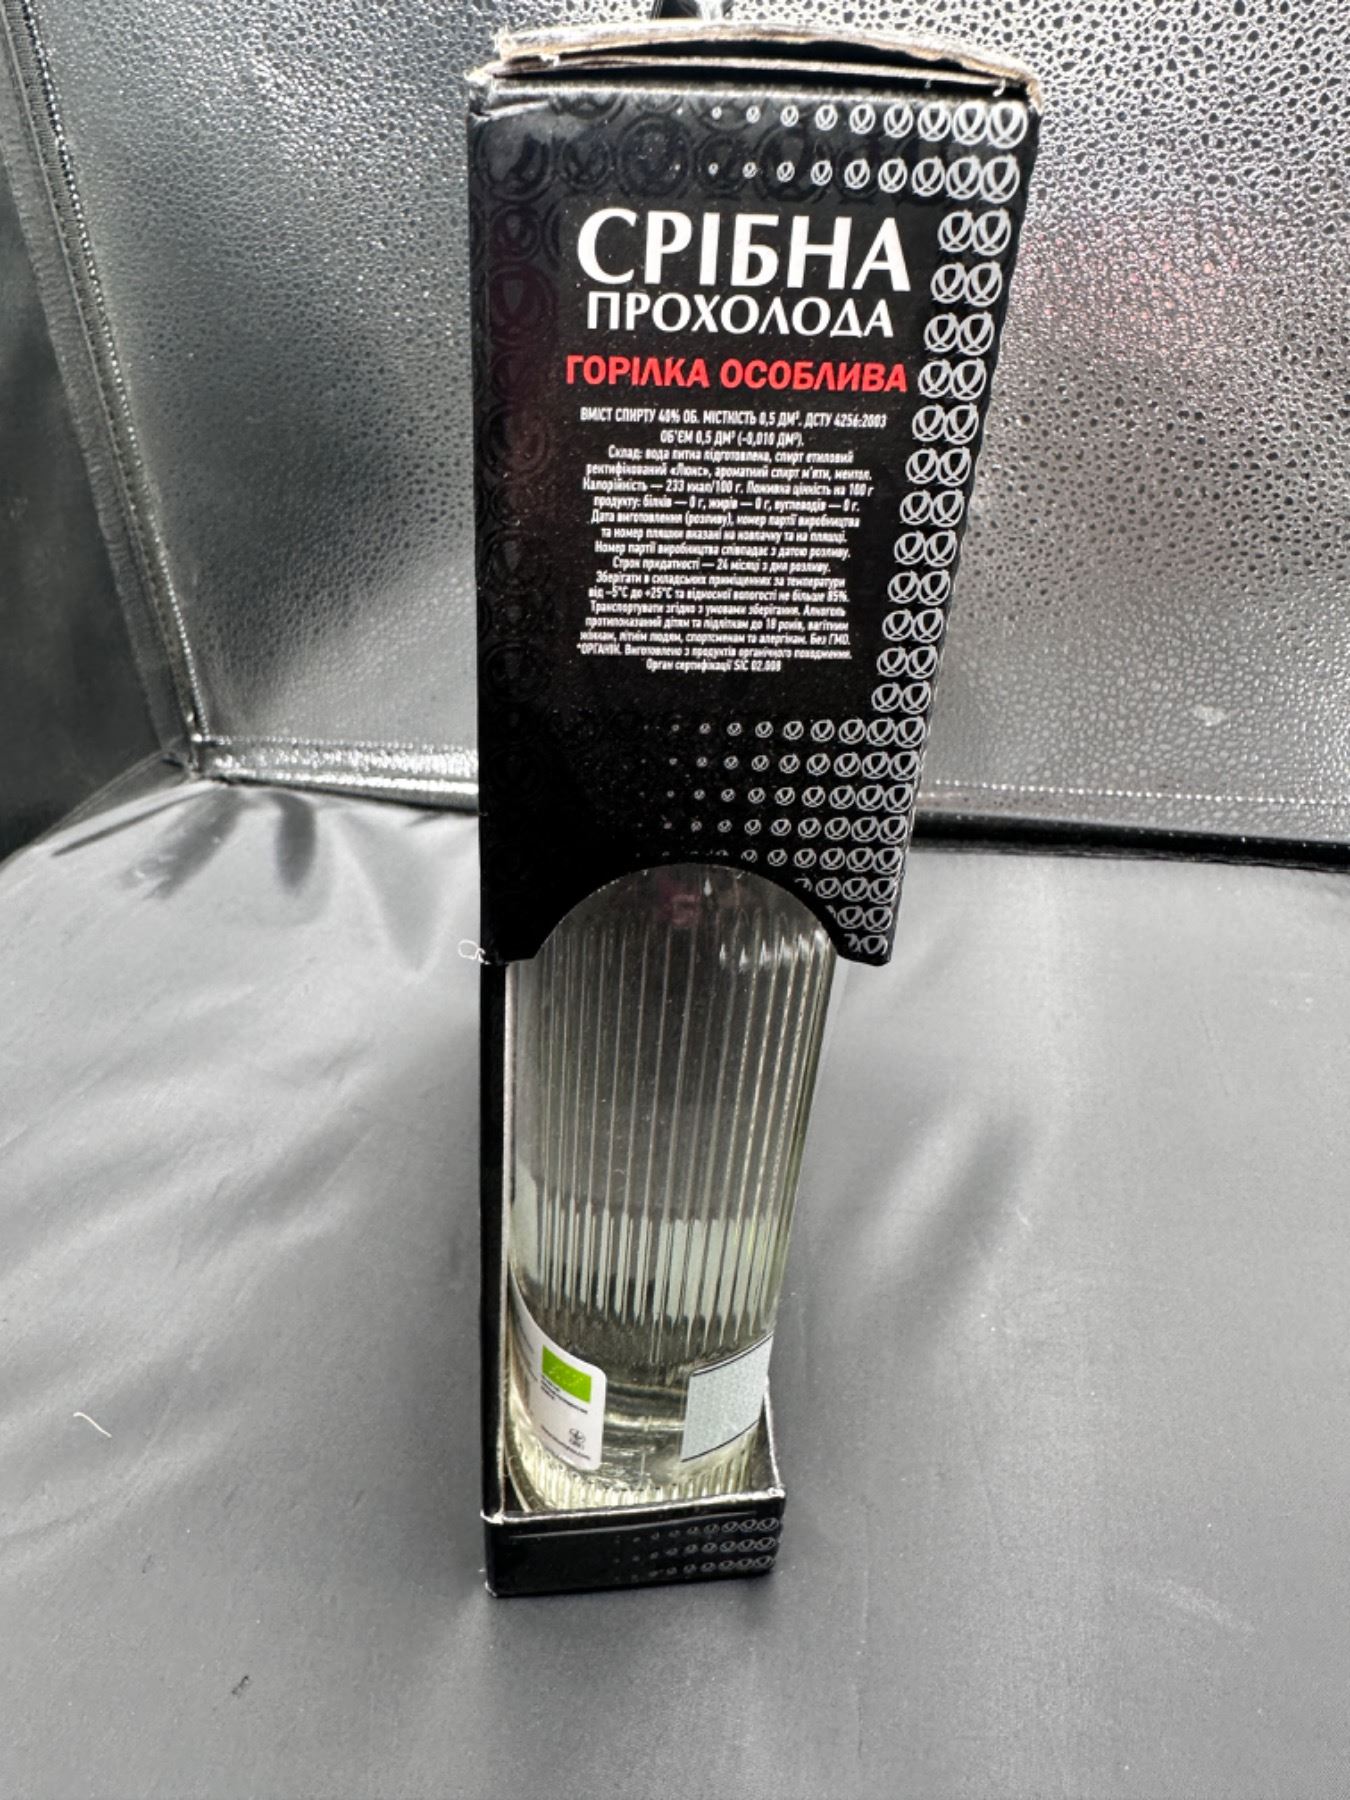 СРІБНА
ПРОХОЛОДА
ГОРІЛКА ОСОБЛИВА
ВМІСТ СПИРТУ 40% ОБ. МІСТКІСТЬ 0,5 ДМ³. ДСТУ 4256:2003
ОБ'ЄМ 0,5 ДМ³ (-0,010 ДМ³).
Склад: вода питна підготовлена, спирт етиловий
ректифікований «Люкс», ароматний спирт м'яти, ментол.
Калорійність — 233 ккал/100 г. Поживна цінність на 100 г
продукту: білків — 0 г, жирів — 0 г, вуглеводів — 0 г.
Дата виготовлення (розливу), номер партії виробництва
та номер пляшки вказані на ковпачку та на пляшці.
Номер партії виробництва співпадає з датою розливу.
Строк придатності — 24 місяці з дня розливу.
Зберігати в складських приміщеннях за температури
від –5°С до +25°С та відносної вологості не більше 85%.
Транспортувати згідно з умовами зберігання. Алкоголь
протипоказаний дітям та підліткам до 18 років, вагітним
жінкам, літнім людям, спортсменам та алергікам. Без ГМО.
*ОРГАНІК. Виготовлено з продуктів органічного походження.
Орган сертифікації SIC 02.008